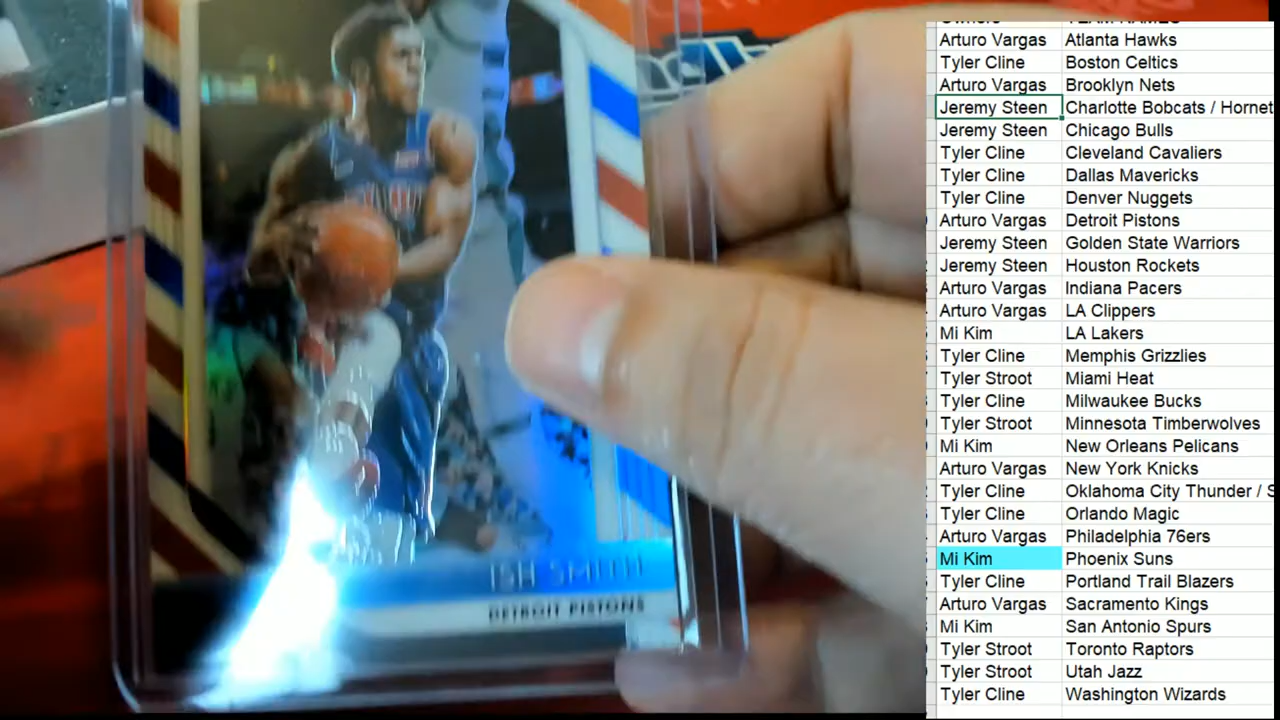 ISH SMITH
DETROIT PISTONS
Owners TEAM NAMES
Arturo Vargas Atlanta Hawks
Tyler Cline Boston Celtics
Arturo Vargas Brooklyn Nets
Jeremy Steen Charlotte Bobcats / Hornet
Jeremy Steen Chicago Bulls
Tyler Cline Cleveland Cavaliers
Tyler Cline Dallas Mavericks
Tyler Cline Denver Nuggets
Arturo Vargas Detroit Pistons
Jeremy Steen Golden State Warriors
Jeremy Steen Houston Rockets
Arturo Vargas Indiana Pacers
Arturo Vargas LA Clippers
Mi Kim LA Lakers
Tyler Cline Memphis Grizzlies
Tyler Stroot Miami Heat
Tyler Cline Milwaukee Bucks
Tyler Stroot Minnesota Timberwolves
Mi Kim New Orleans Pelicans
Arturo Vargas New York Knicks
Tyler Cline Oklahoma City Thunder / S
Tyler Cline Orlando Magic
Arturo Vargas Philadelphia 76ers
Mi Kim Phoenix Suns
Tyler Cline Portland Trail Blazers
Arturo Vargas Sacramento Kings
Mi Kim San Antonio Spurs
Tyler Stroot Toronto Raptors
Tyler Stroot Utah Jazz
Tyler Cline Washington Wizards